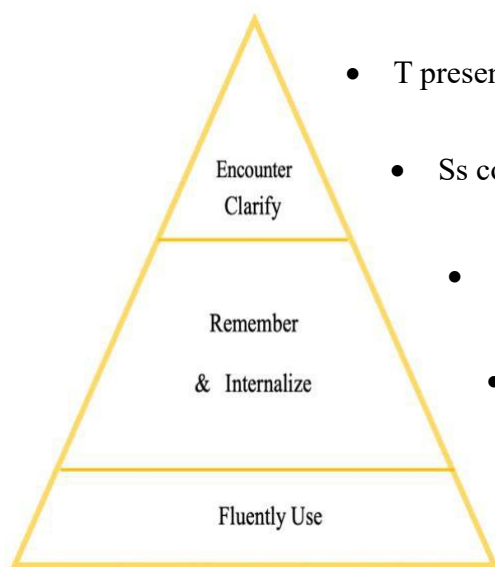 • T presen
Encounter
• Ss co
Clarify
•
Remember
& Internalize
•
Fluently Use